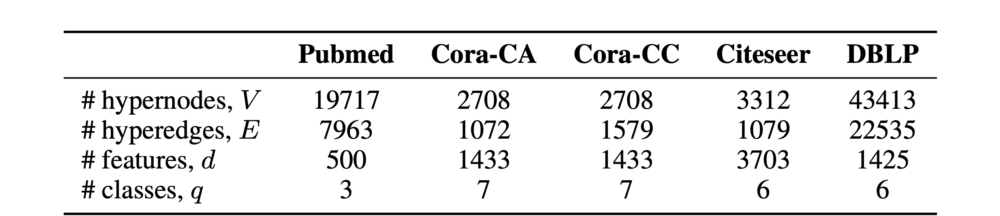 Pubmed Cora-CA Cora-CC Citeseer DBLP
# hypernodes, V 19717 2708 2708 3312 43413
# hyperedges, E 7963 1072 1579 1079 22535
# features, d 500 1433 1433 3703 1425
# classes, q 3 7 7 6 6